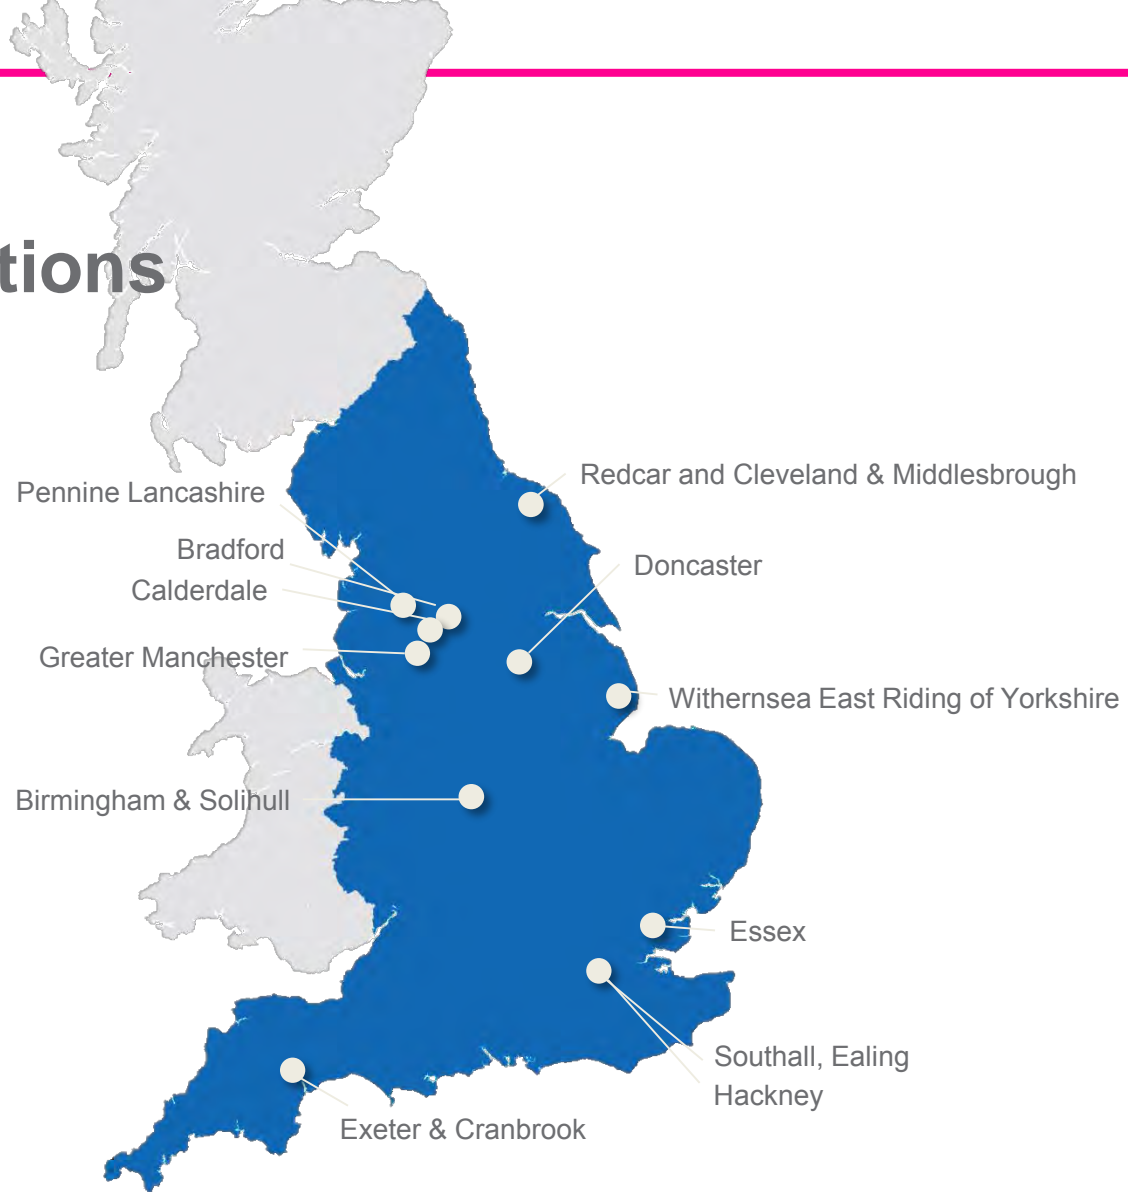 tions
Redcar and Cleveland & Middlesbrough
Pennine Lancashire
Bradford
Doncaster
Calderdale
Greater Manchester
Withernsea East Riding of Yorkshire
Birmingham & Solihull
Essex
Southall, Ealing
Hackney
Exeter & Cranbrook